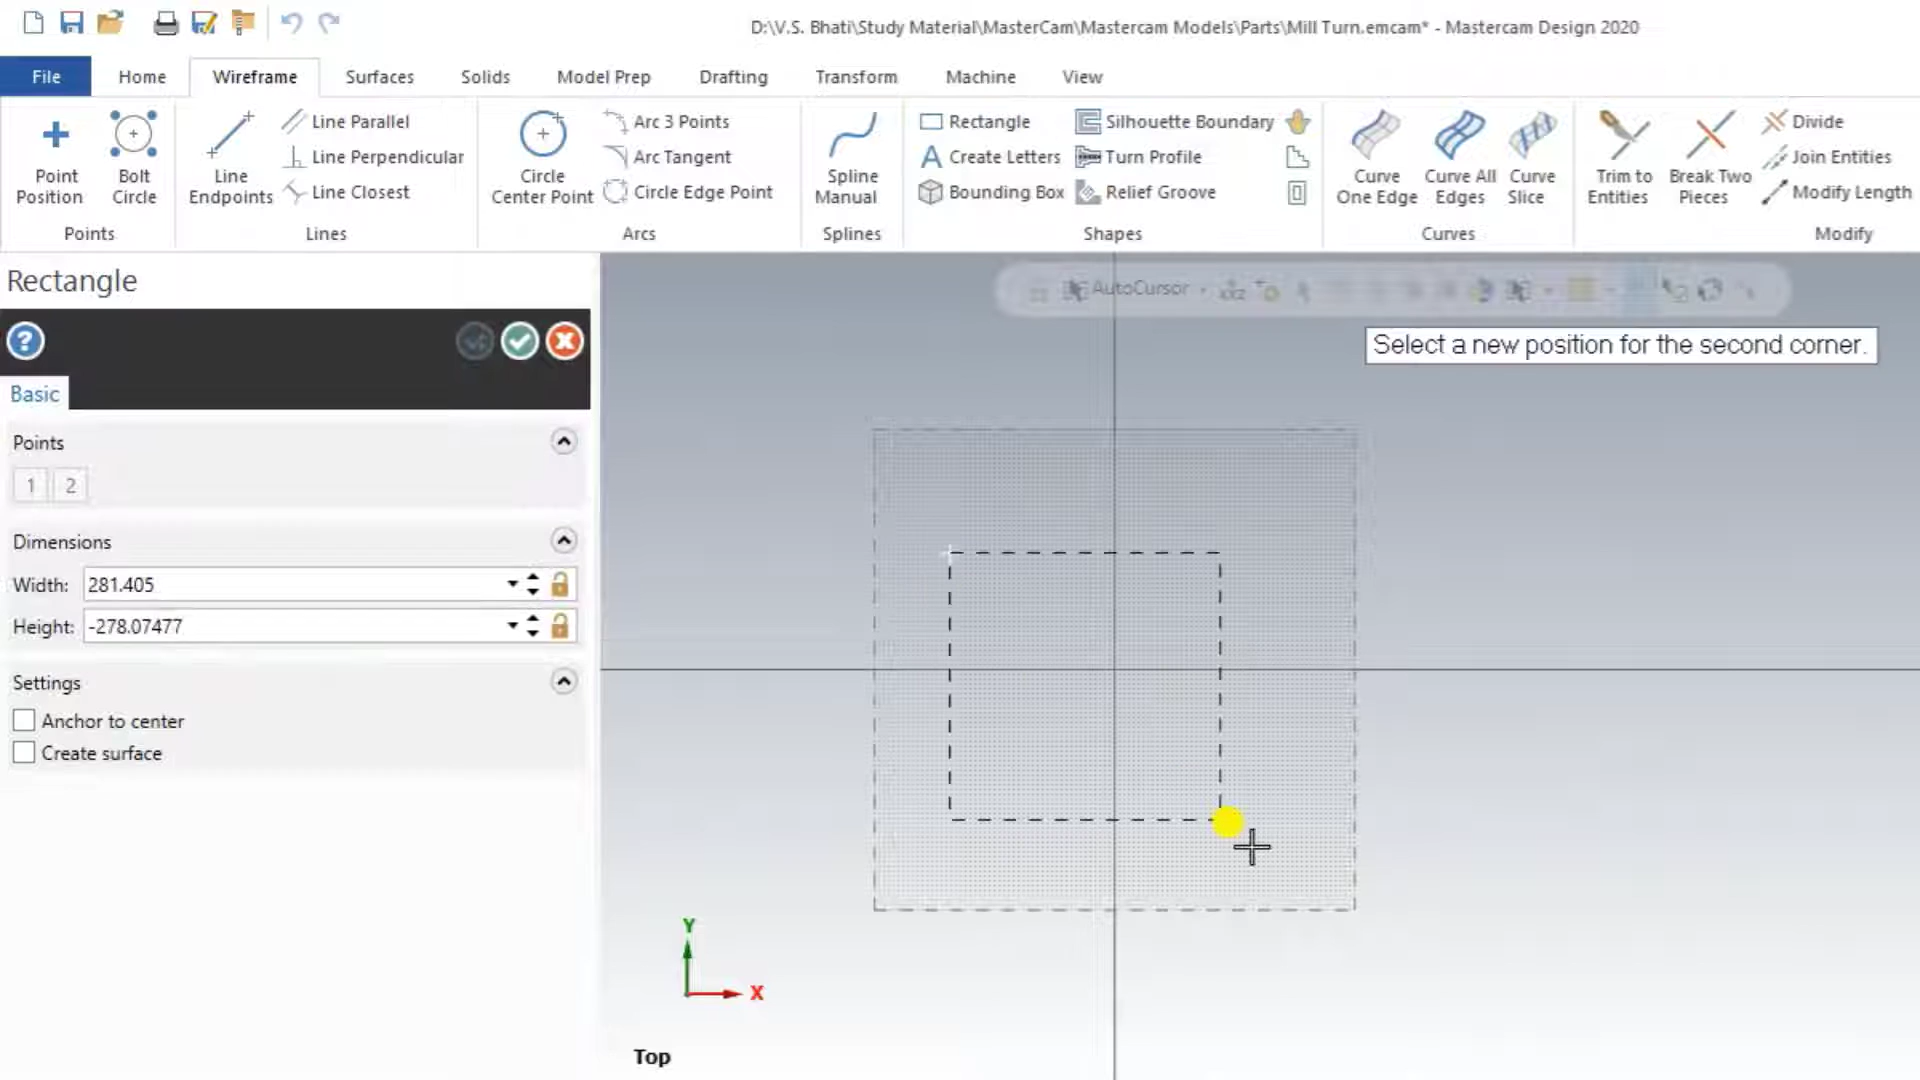 D:\V.S. Bhati\Study Material\MasterCam\Mastercam Models\Parts\Mill Turn.emcam* - Mastercam Design 2020
File Home Wireframe Surfaces Solids Model Prep Drafting Transform Machine View
Point Position
Bolt Circle
Points
Line Endpoints
Line Parallel
Line Perpendicular
Line Closest
Lines
Circle Center Point
Arc 3 Points
Arc Tangent
Circle Edge Point
Arcs
Spline Manual
Splines
Rectangle
Create Letters
Bounding Box
Silhouette Boundary
Turn Profile
Relief Groove
Shapes
Curve One Edge
Curve All Edges
Curve Slice
Curves
Trim to Entities
Break Two Pieces
Divide
Join Entities
Modify Length
Modify
Rectangle
AutoCursor
Select a new position for the second corner.
Basic
Points
1 2
Dimensions
Width: 281.405
Height: -278.07477
Settings
Anchor to center
Create surface
Y
X
Top